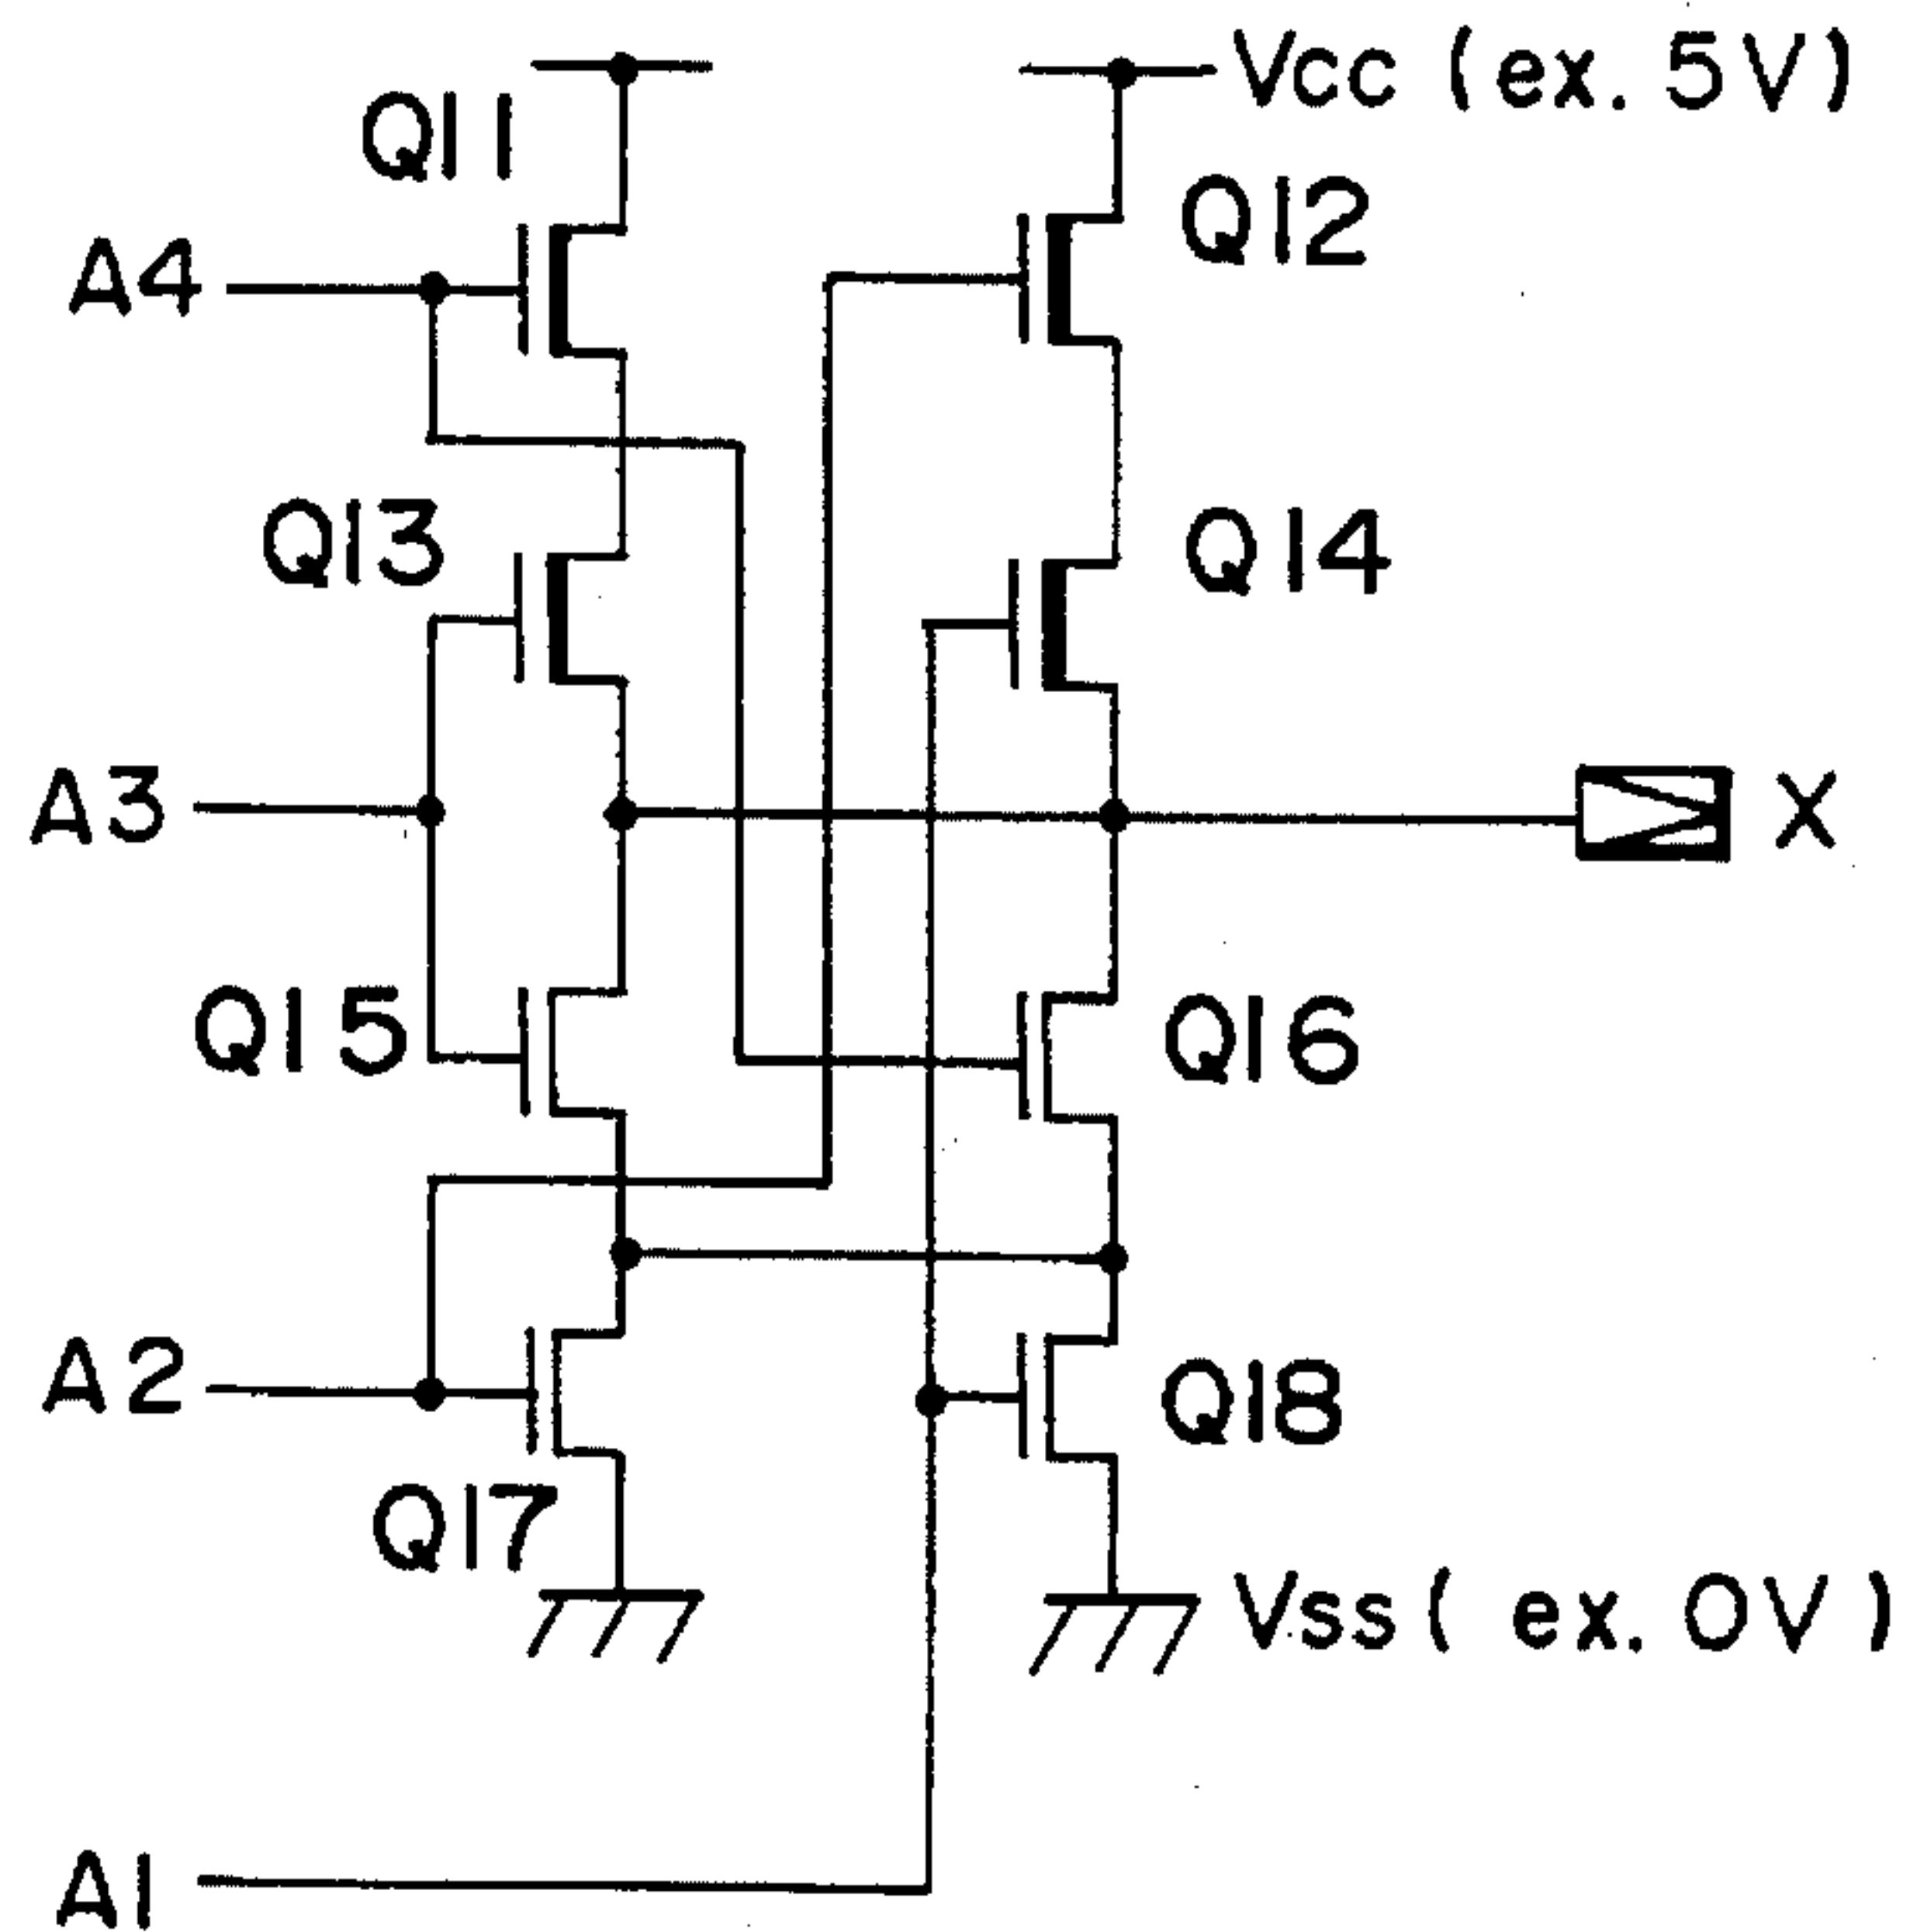 Vcc (ex. 5V)
Q11
Q12
A4
Q13
Q14
A3
X
Q15
Q16
A2
Q18
Q17
Vss (ex. 0V)
A1